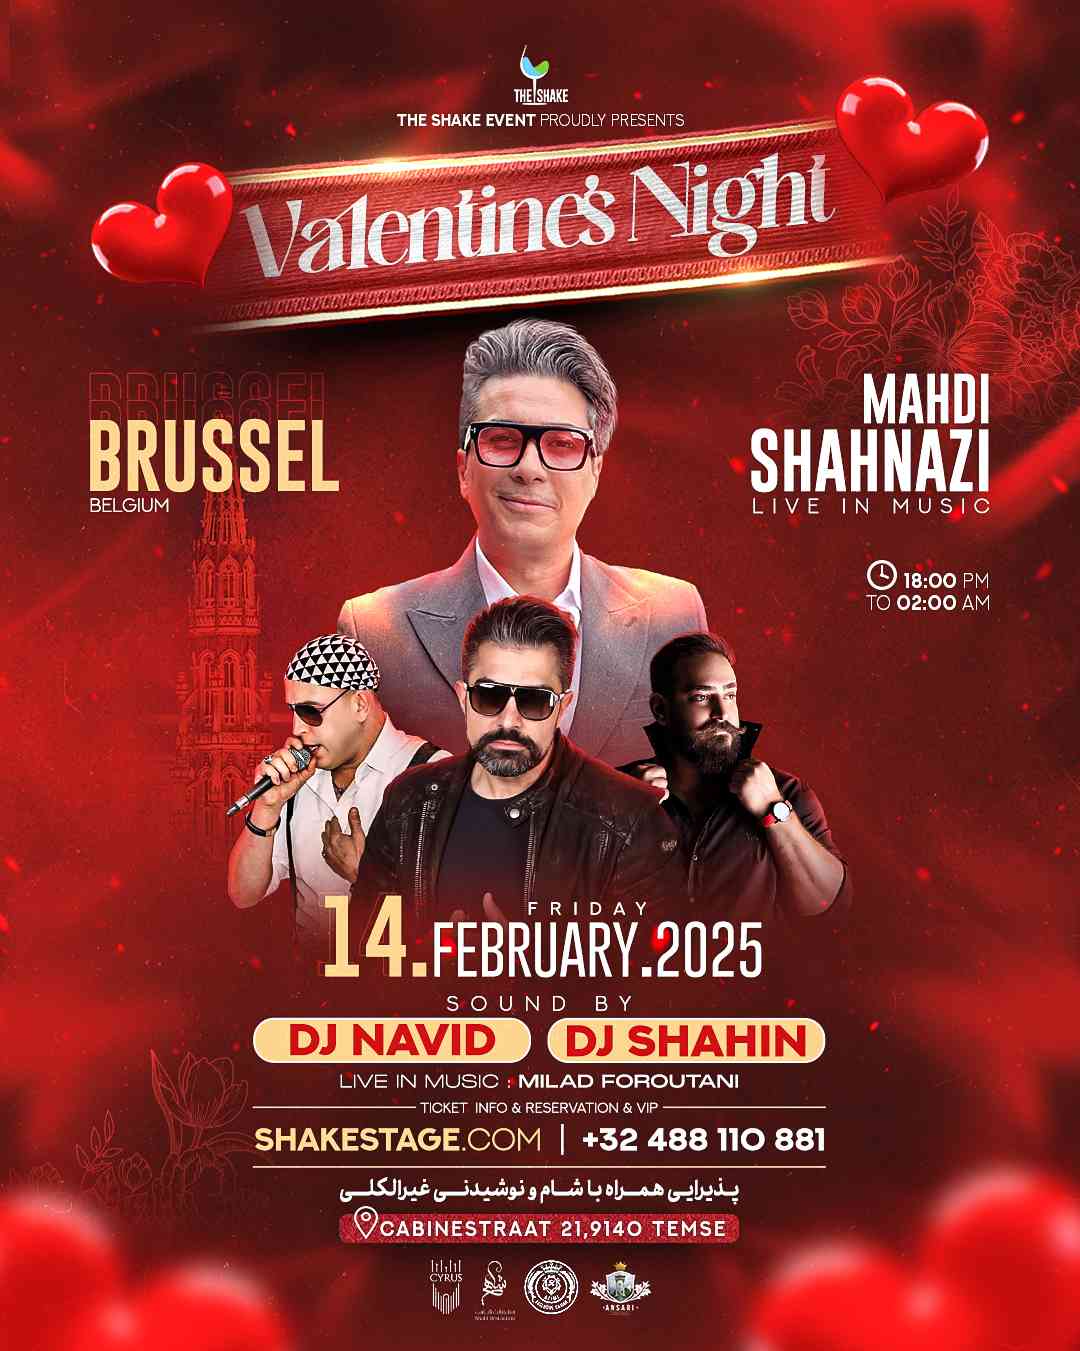 THE SHAKE
THE SHAKE EVENT PROUDLY PRESENTS
Valentine's Night
BRUSSEL
BRUSSEL
BELGIUM
MAHDI
SHAHNAZI
LIVE IN MUSIC
18:00 PM
TO 02:00 AM
FRIDAY
14.FEBRUARY.2025
SOUND BY
DJ NAVID DJ SHAHIN
LIVE IN MUSIC : MILAD FOROUTANI
TICKET INFO & RESERVATION & VIP
SHAKESTAGE.COM | +32 488 110 881
پذیرایی همراه با شام و نوشیدنی غیرالکلی
CABINESTRAAT 21,9140 TEMSE
CYRUS
ANSARI